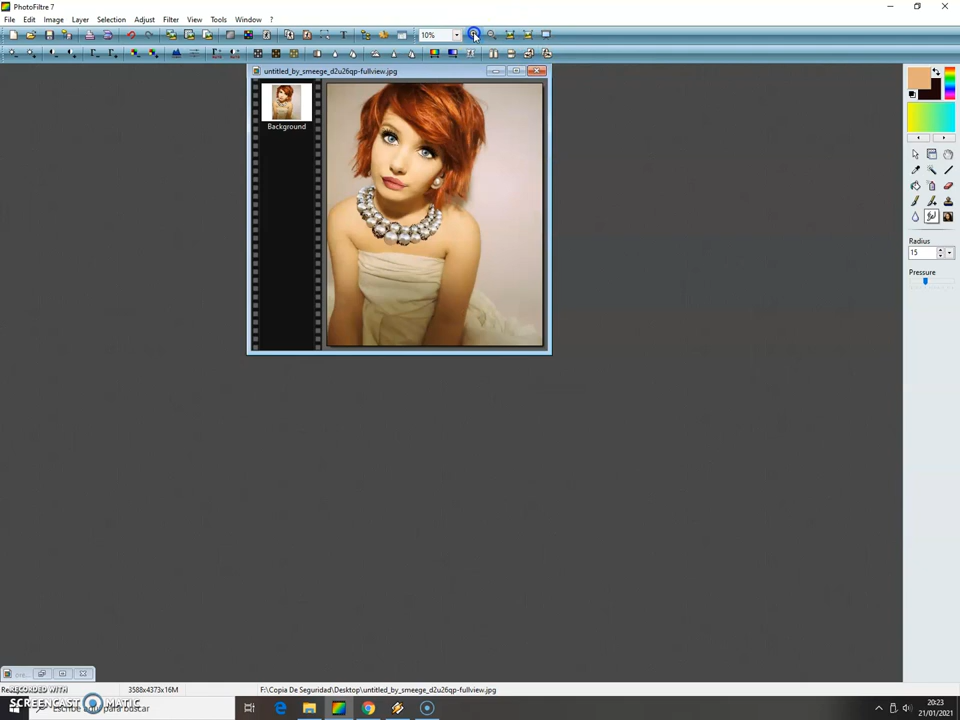 PhotoFiltre 7
File Edit Image Layer Selection Adjust Filter View Tools Window ?
10%
untitled_by_smeege_d2u26qp-fullview.jpg
Background
Radius
15
Pressure
RECORDED WITH
SCREENCAST MATIC
3588x4373x16M
F:\Copia De Seguridad\Desktop\untitled_by_smeege_d2u26qp-fullview.jpg
buscar
20:23
21/01/2021